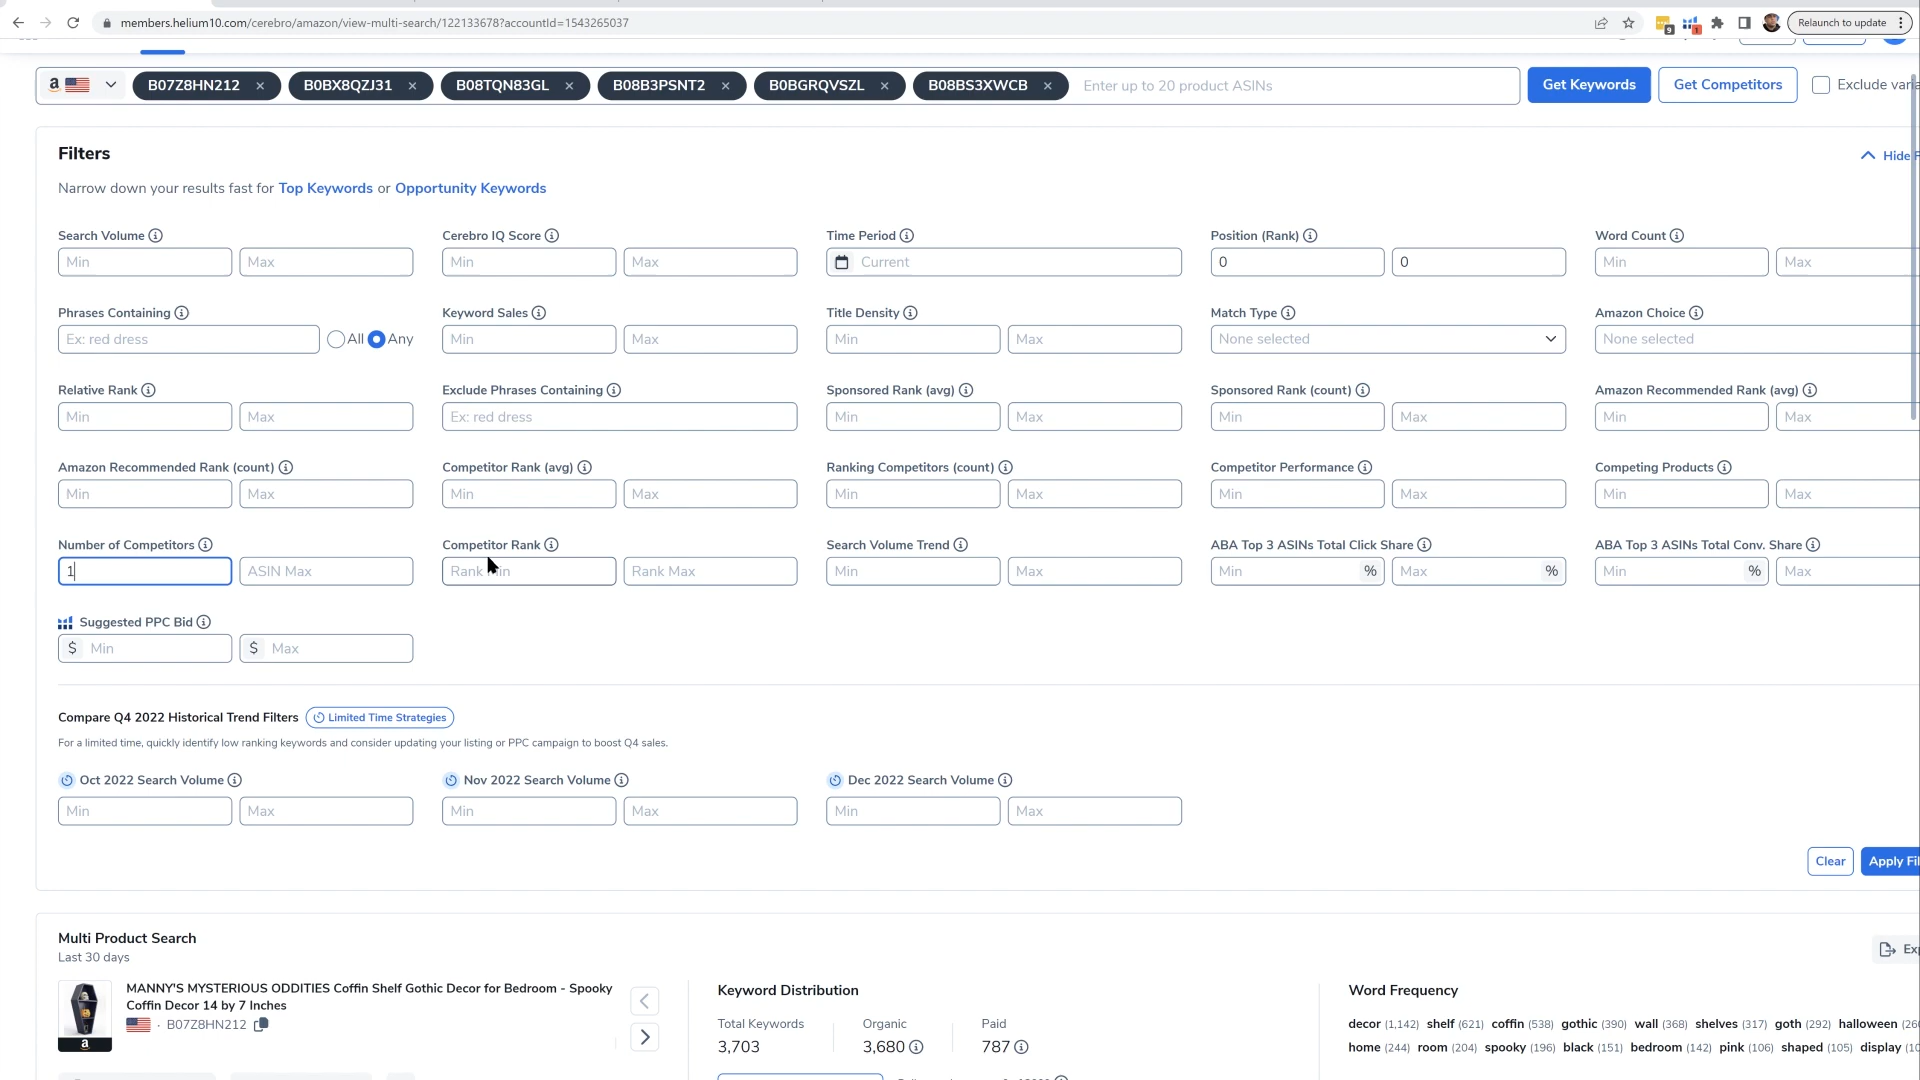 members.helium10.com/cerebro/amazon/view-multi-search/122133678?accountId=1543265037
9
1
Relaunch to update
a
B07Z8HN212
B0BX8QZJ31
B08TQN83GL
B08B3PSNT2
B0BGRQVSZL
B08BS3XWCB
Enter up to 20 product ASINs
Get Keywords
Get Competitors
Exclude varia
Filters
Hide F
Narrow down your results fast for Top Keywords or Opportunity Keywords
Search Volume
Cerebro IQ Score
Time Period
Position (Rank)
Word Count
Min
Max
Min
Max
Current
0
0
Min
Max
Phrases Containing
Keyword Sales
Title Density
Match Type
Amazon Choice
Ex: red dress
All
Any
Min
Max
Min
Max
None selected
None selected
Relative Rank
Exclude Phrases Containing
Sponsored Rank (avg)
Sponsored Rank (count)
Amazon Recommended Rank (avg)
Min
Max
Ex: red dress
Min
Max
Min
Max
Min
Max
Amazon Recommended Rank (count)
Competitor Rank (avg)
Ranking Competitors (count)
Competitor Performance
Competing Products
Min
Max
Min
Max
Min
Max
Min
Max
Min
Max
Number of Competitors
Competitor Rank
Search Volume Trend
ABA Top 3 ASINs Total Click Share
ABA Top 3 ASINs Total Conv. Share
1
ASIN Max
Rank Min
Rank Max
Min
Max
Min
%
Max
%
Min
%
Max
Suggested PPC Bid
$
Min
$
Max
Compare Q4 2022 Historical Trend Filters
Limited Time Strategies
For a limited time, quickly identify low ranking keywords and consider updating your listing or PPC campaign to boost Q4 sales.
Oct 2022 Search Volume
Nov 2022 Search Volume
Dec 2022 Search Volume
Min
Max
Min
Max
Min
Max
Clear
Apply Fil
Multi Product Search
Last 30 days
Exp
MANNY'S MYSTERIOUS ODDITIES Coffin Shelf Gothic Decor for Bedroom - Spooky
Coffin Decor 14 by 7 Inches
· B07Z8HN212
a
Keyword Distribution
Total Keywords
Organic
Paid
3,703
3,680
787
Word Frequency
decor (1,142) shelf (621) coffin (538) gothic (390) wall (368) shelves (317) goth (292) halloween (26
home (244) room (204) spooky (196) black (151) bedroom (142) pink (106) shaped (105) display (10